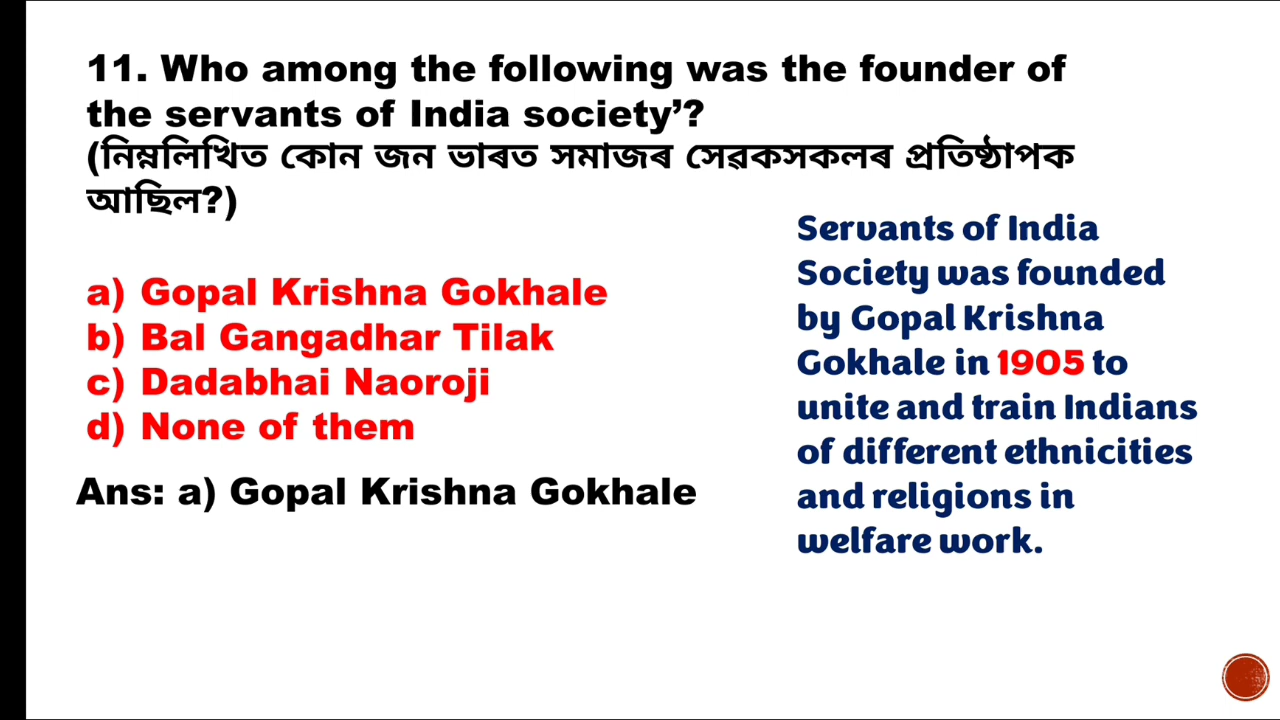 11. Who among the following was the founder of
the servants of India society’?
(নিম্নলিখিত কোন জন ভাৰত সমাজৰ সেৱকসকলৰ প্ৰতিষ্ঠাপক
আছিল?)
a) Gopal Krishna Gokhale
b) Bal Gangadhar Tilak
c) Dadabhai Naoroji
d) None of them
Ans: a) Gopal Krishna Gokhale
Servants of India
Society was founded
by Gopal Krishna
Gokhale in 1905 to
unite and train Indians
of different ethnicities
and religions in
welfare work.